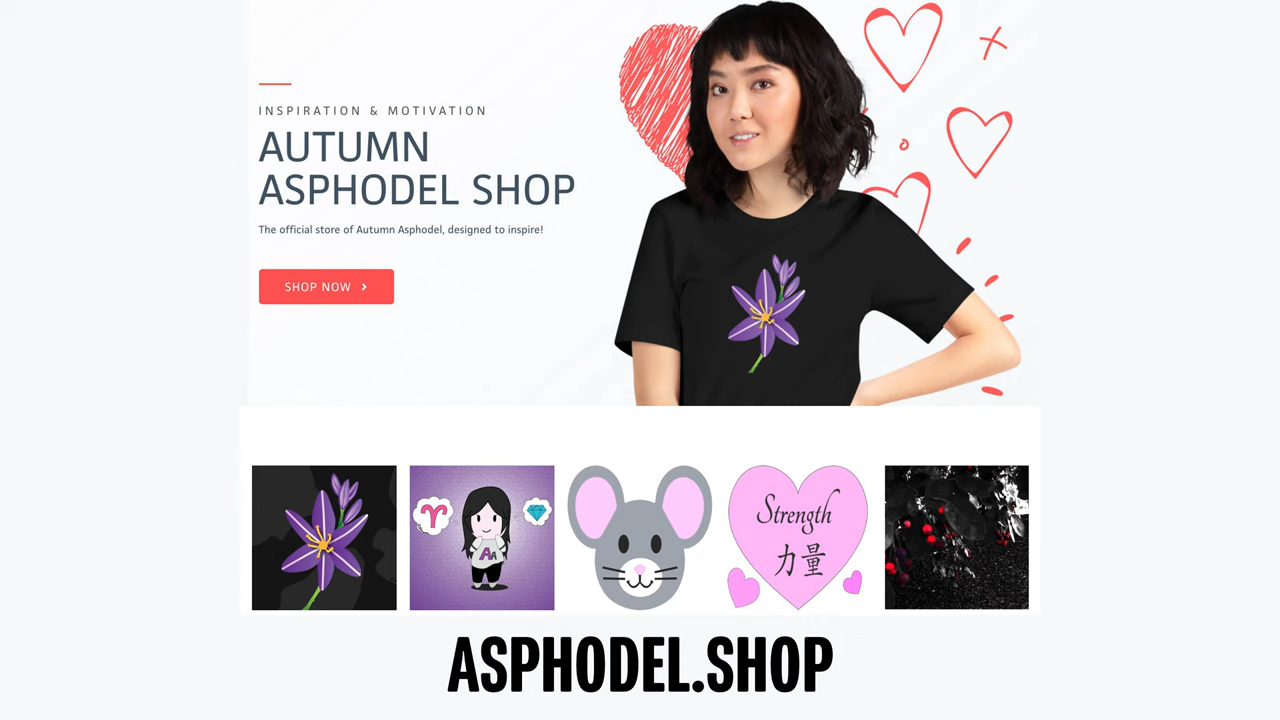 INSPIRATION & MOTIVATION
AUTUMN
ASPHODEL SHOP
The official store of Autumn Asphodel, designed to inspire!
SHOP NOW
AA
Strength
力量
ASPHODEL.SHOP